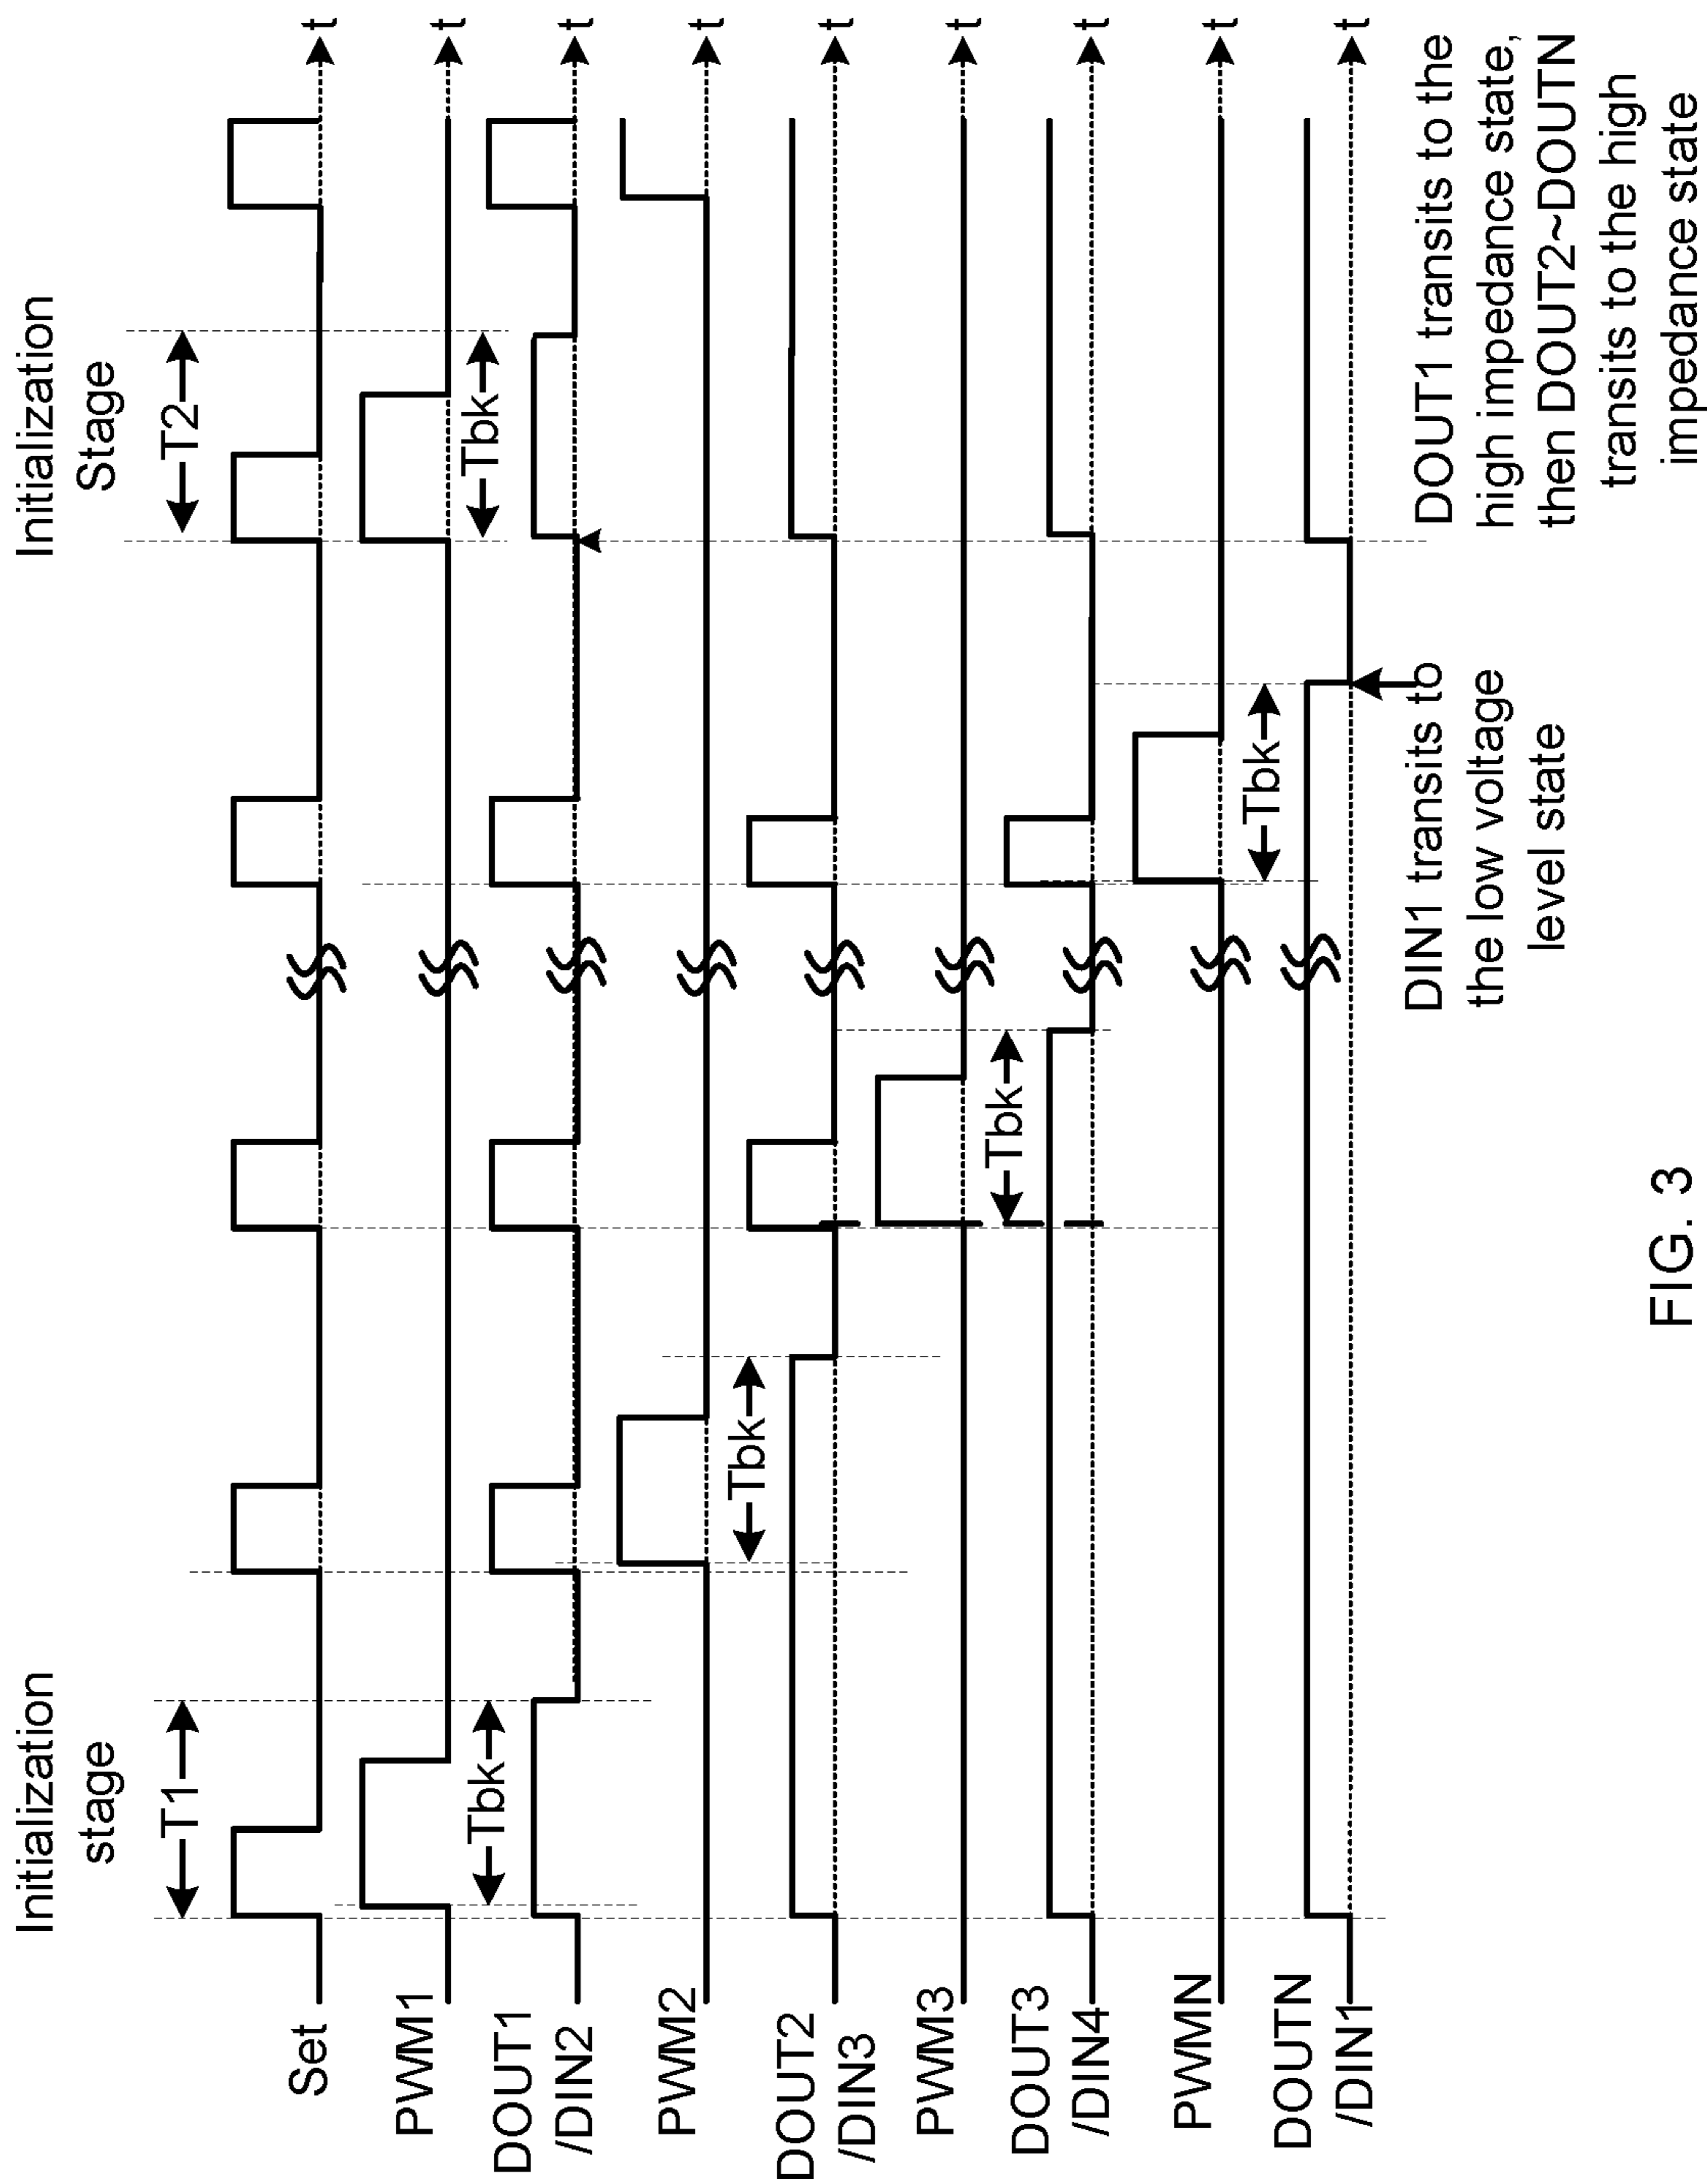 Initialization
stage
Initialization
Stage
T1
T2
Set
t
PWM1
t
Tbk
Tbk
DOUT1
/DIN2
t
PWM2
t
Tbk
DOUT2
/DIN3
t
PWM3
t
Tbk
DOUT3
/DIN4
t
PWMN
t
Tbk
DOUTN
/DIN1
t
DIN1 transits to
the low voltage
level state
DOUT1 transits to the
high impedance state,
then DOUT2~DOUTN
transits to the high
impedance state
FIG. 3